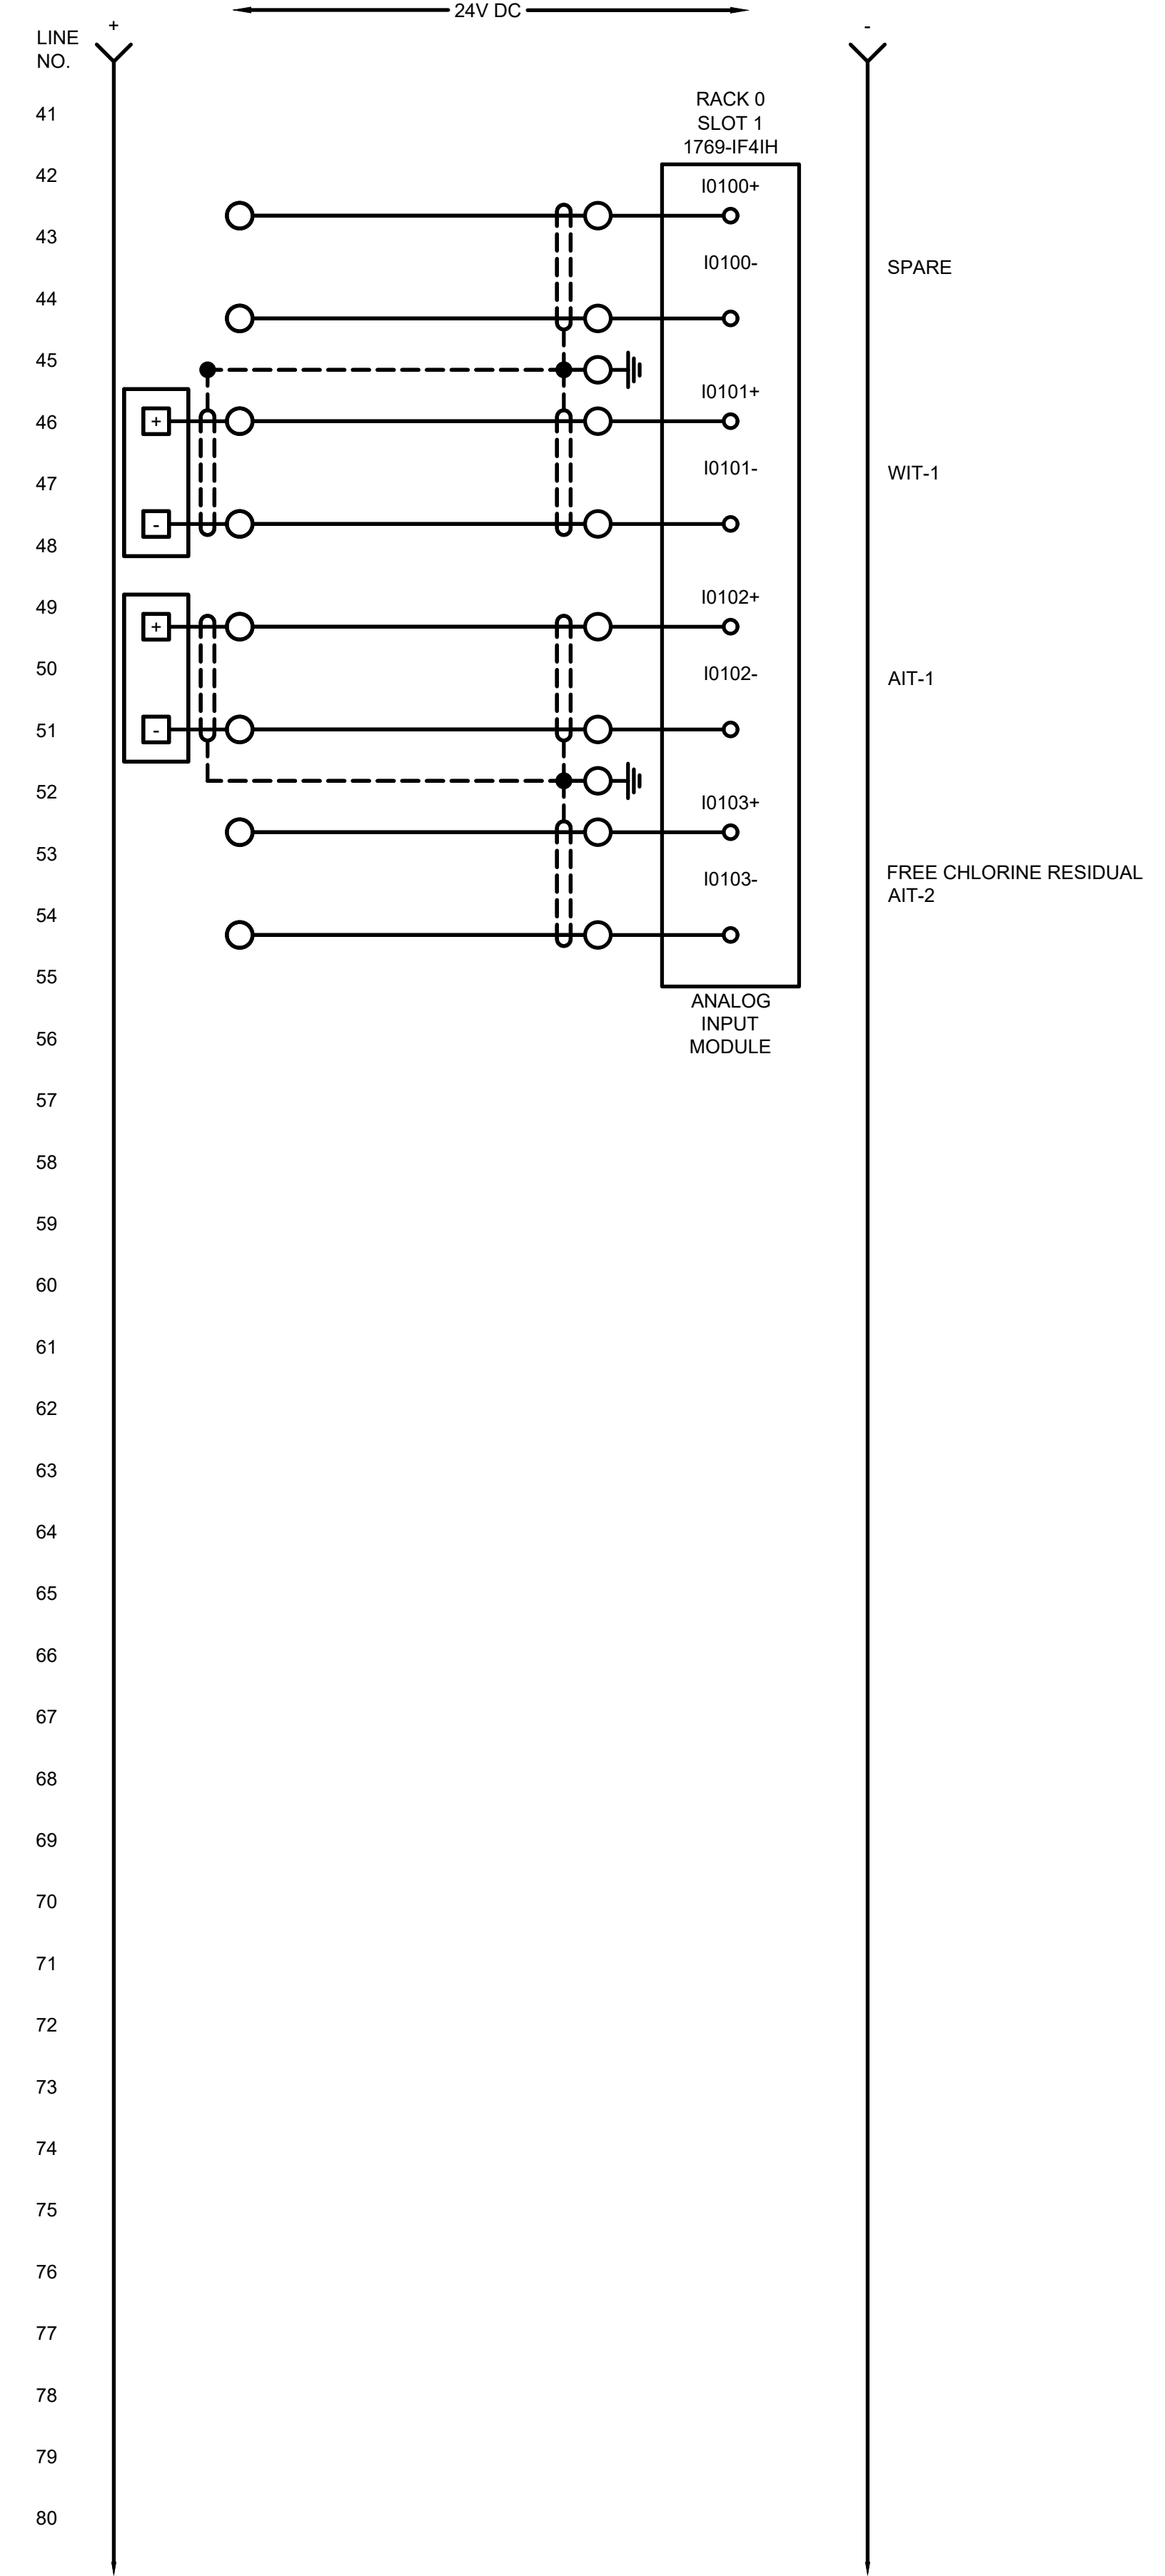 24V DC
+
-
LINE
NO.
41
RACK 0
SLOT 1
1769-IF4IH
42
I0100+
43
I0100-
SPARE
44
45
I0101+
46
+
I0101-
WIT-1
47
-
48
49
I0102+
+
50
I0102-
AIT-1
51
-
52
I0103+
53
I0103-
FREE CHLORINE RESIDUAL
AIT-2
54
55
ANALOG
INPUT
MODULE
56
57
58
59
60
61
62
63
64
65
66
67
68
69
70
71
72
73
74
75
76
77
78
79
80